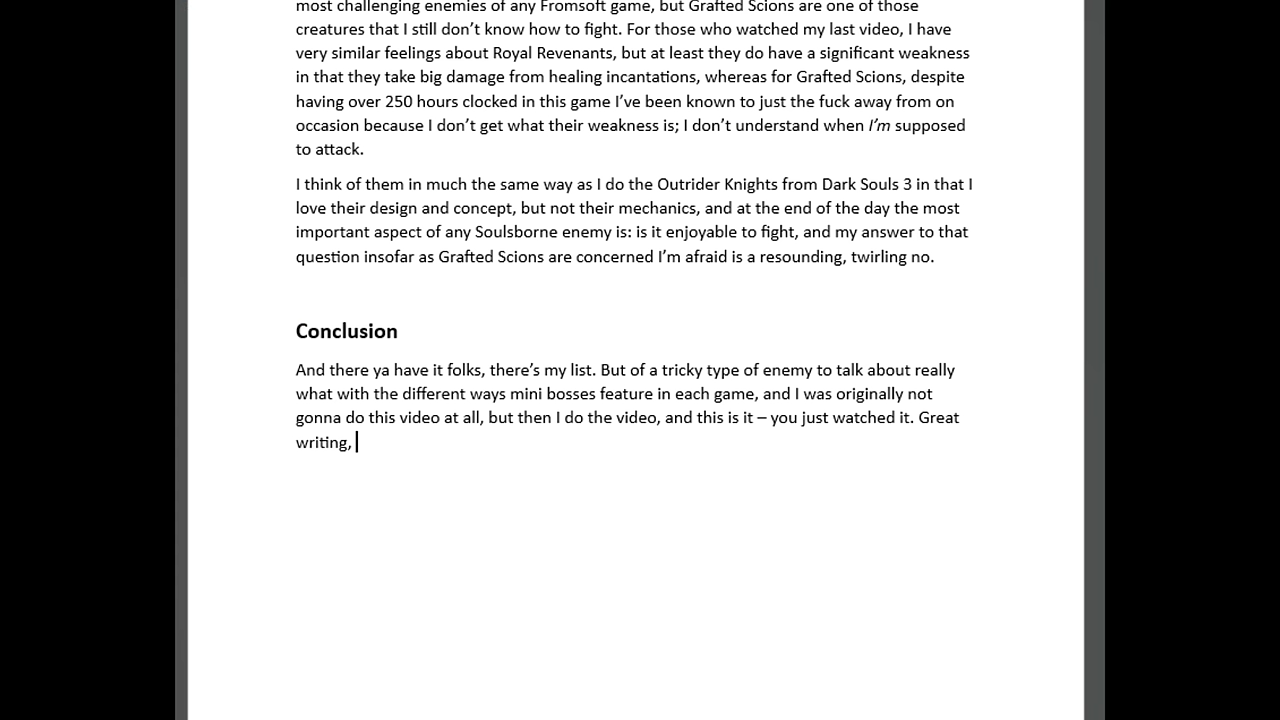 most challenging enemies of any Fromsoft game, but Grafted Scions are one of those
creatures that I still don’t know how to fight. For those who watched my last video, I have
very similar feelings about Royal Revenants, but at least they do have a significant weakness
in that they take big damage from healing incantations, whereas for Grafted Scions, despite
having over 250 hours clocked in this game I’ve been known to just the fuck away from on
occasion because I don’t get what their weakness is; I don’t understand when I’m supposed
to attack.
I think of them in much the same way as I do the Outrider Knights from Dark Souls 3 in that I
love their design and concept, but not their mechanics, and at the end of the day the most
important aspect of any Soulsborne enemy is: is it enjoyable to fight, and my answer to that
question insofar as Grafted Scions are concerned I’m afraid is a resounding, twirling no.
Conclusion
And there ya have it folks, there’s my list. But of a tricky type of enemy to talk about really
what with the different ways mini bosses feature in each game, and I was originally not
gonna do this video at all, but then I do the video, and this is it – you just watched it. Great
writing,